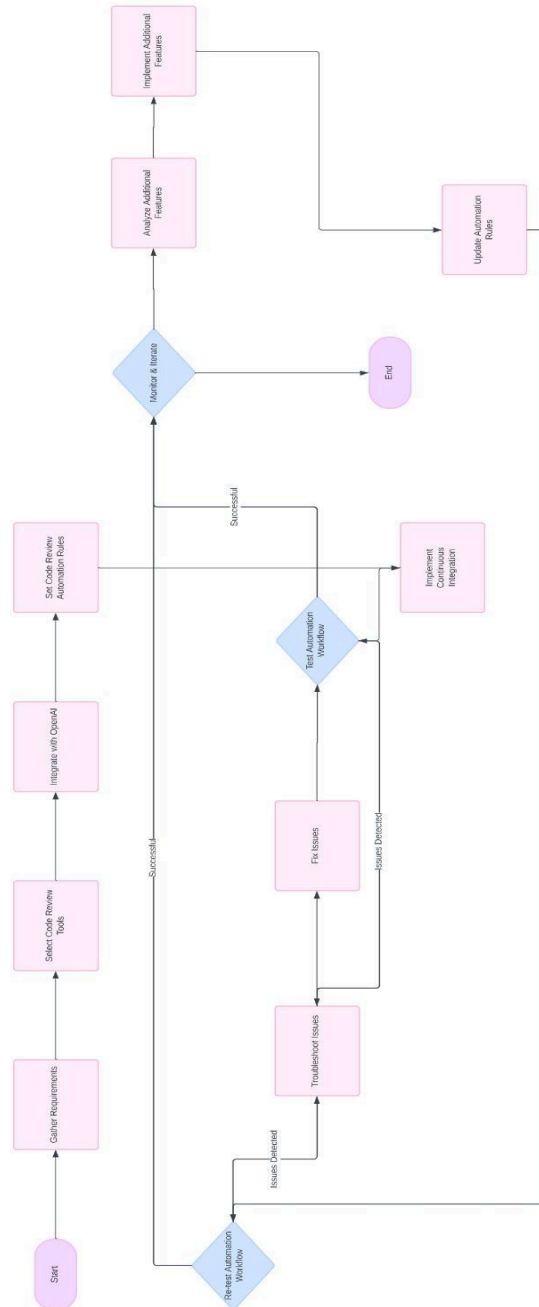 Start
Gather Requirements
Select Code Review
Tools
Integrate with OpenAI
Set Code Review
Automation Rules
Implement
Continuous
Integration
Test Automation
Workflow
Issues Detected
Troubleshoot Issues
Fix Issues
Successful
Monitor & Iterate
End
Analyze Additional
Features
Implement Additional
Features
Update Automation
Rules
Re-test Automation
Workflow
Issues Detected
Successful